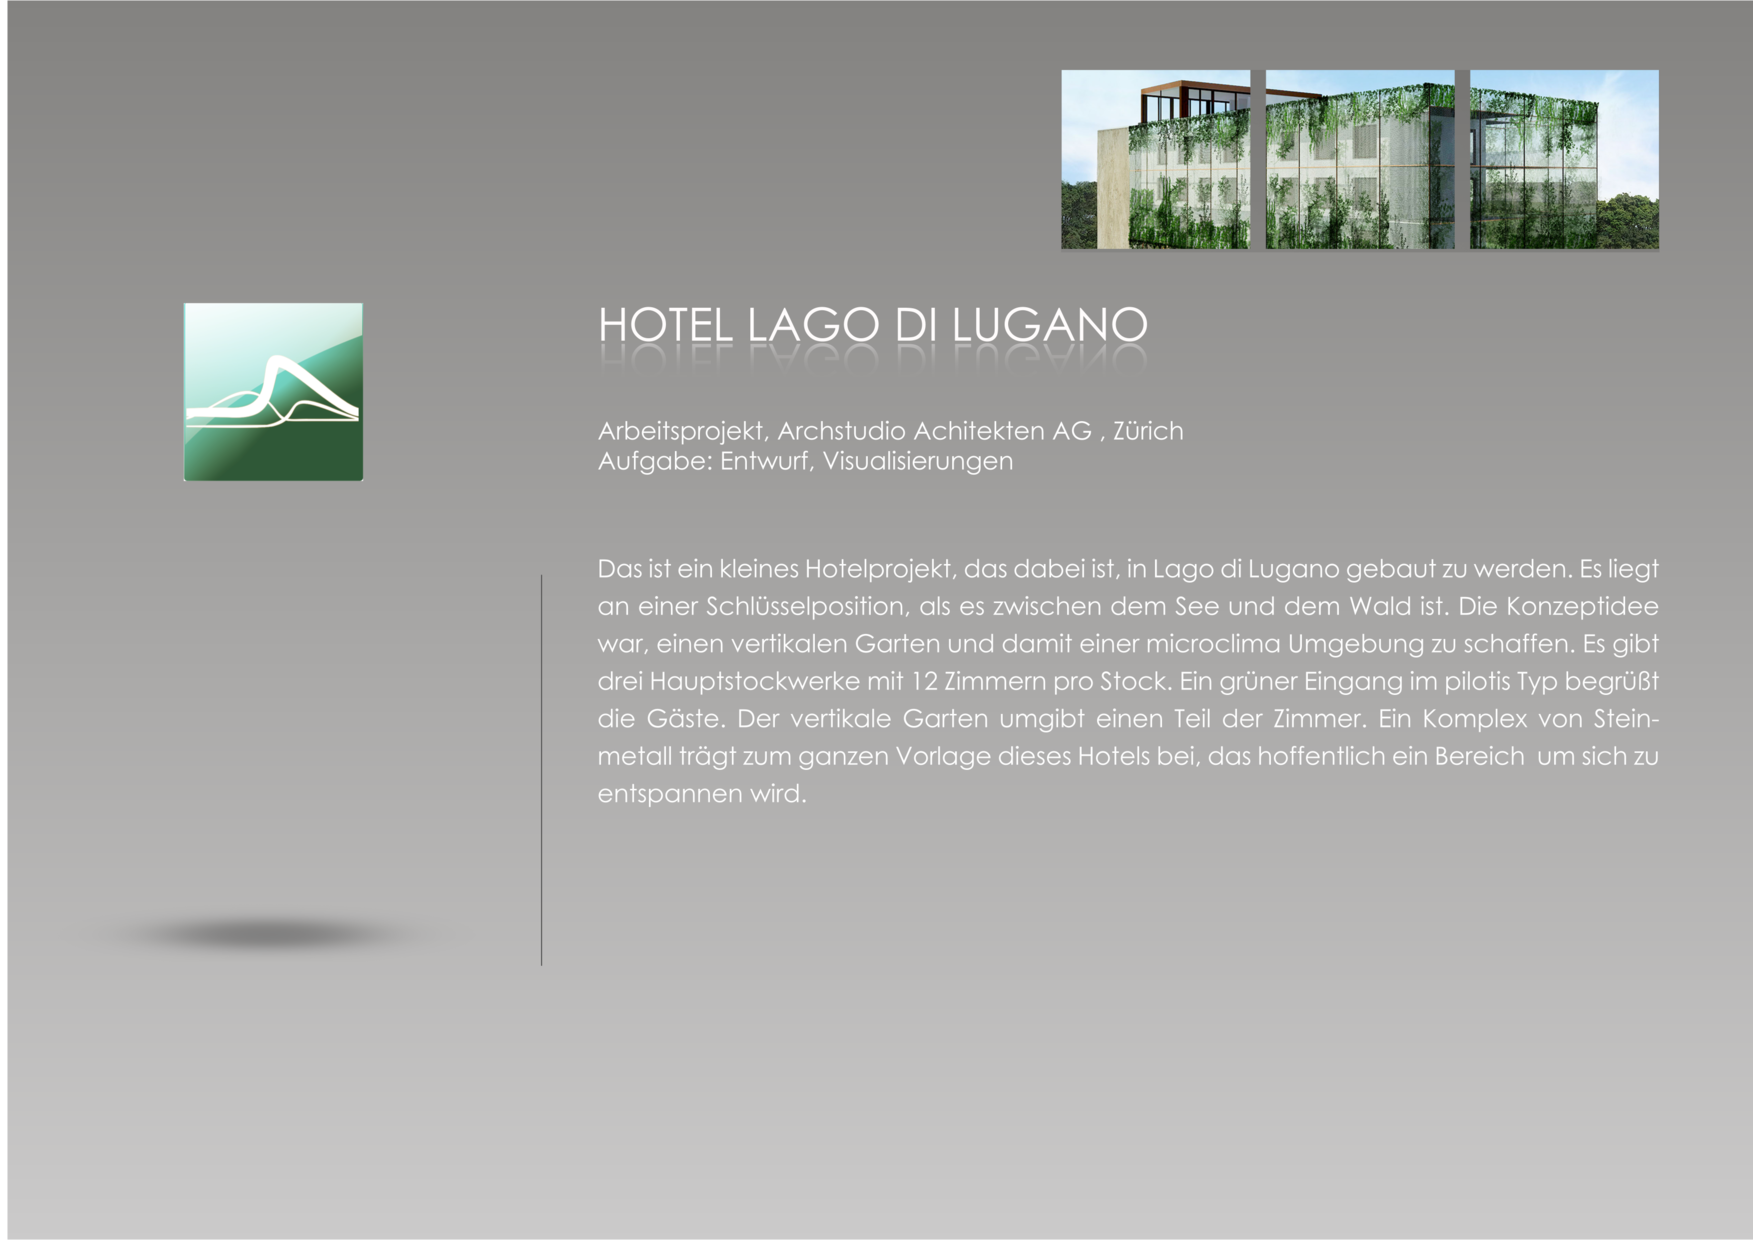 HOTEL LAGO DI LUGANO
Arbeitsprojekt, Archstudio Achitekten AG , Zürich
Aufgabe: Entwurf, Visualisierungen
Das ist ein kleines Hotelprojekt, das dabei ist, in Lago di Lugano gebaut zu werden. Es liegt
an einer Schlüsselposition, als es zwischen dem See und dem Wald ist. Die Konzeptidee
war, einen vertikalen Garten und damit einer microclima Umgebung zu schaffen. Es gibt
drei Hauptstockwerke mit 12 Zimmern pro Stock. Ein grüner Eingang im pilotis Typ begrüßt
die Gäste. Der vertikale Garten umgibt einen Teil der Zimmer. Ein Komplex von Stein-
metall trägt zum ganzen Vorlage dieses Hotels bei, das hoffentlich ein Bereich  um sich zu
entspannen wird.